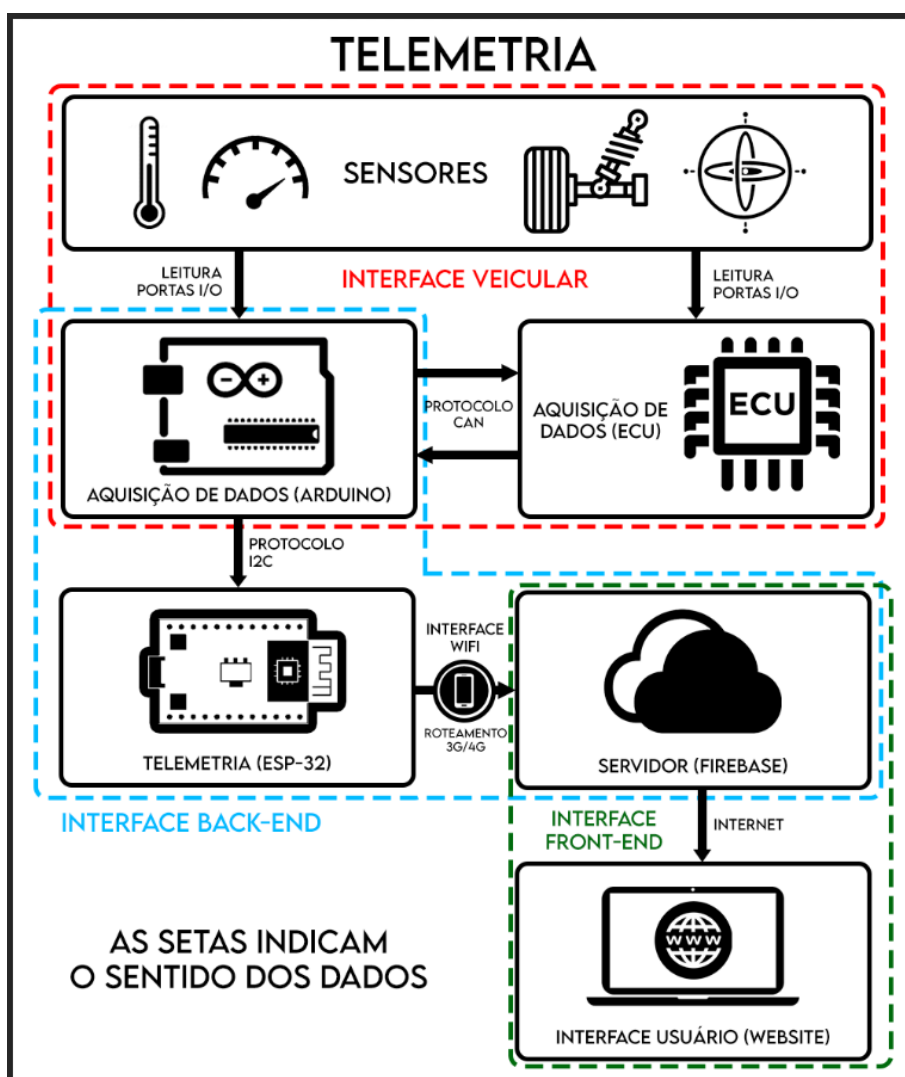 TELEMETRIA
SENSORES
LEITURA
PORTAS I/O
INTERFACE VEICULAR
LEITURA
PORTAS I/O
PROTOCOLO
CAN
AQUISIÇÃO DE
DADOS (ECU)
ECU
AQUISIÇÃO DE DADOS (ARDUINO)
PROTOCOLO
I2C
INTERFACE
WIFI
ROTEAMENTO
3G/4G
TELEMETRIA (ESP-32)
SERVIDOR (FIREBASE)
INTERFACE BACK-END
INTERFACE
FRONT-END
INTERNET
WWW
AS SETAS INDICAM
O SENTIDO DOS DADOS
INTERFACE USUÁRIO (WEBSITE)